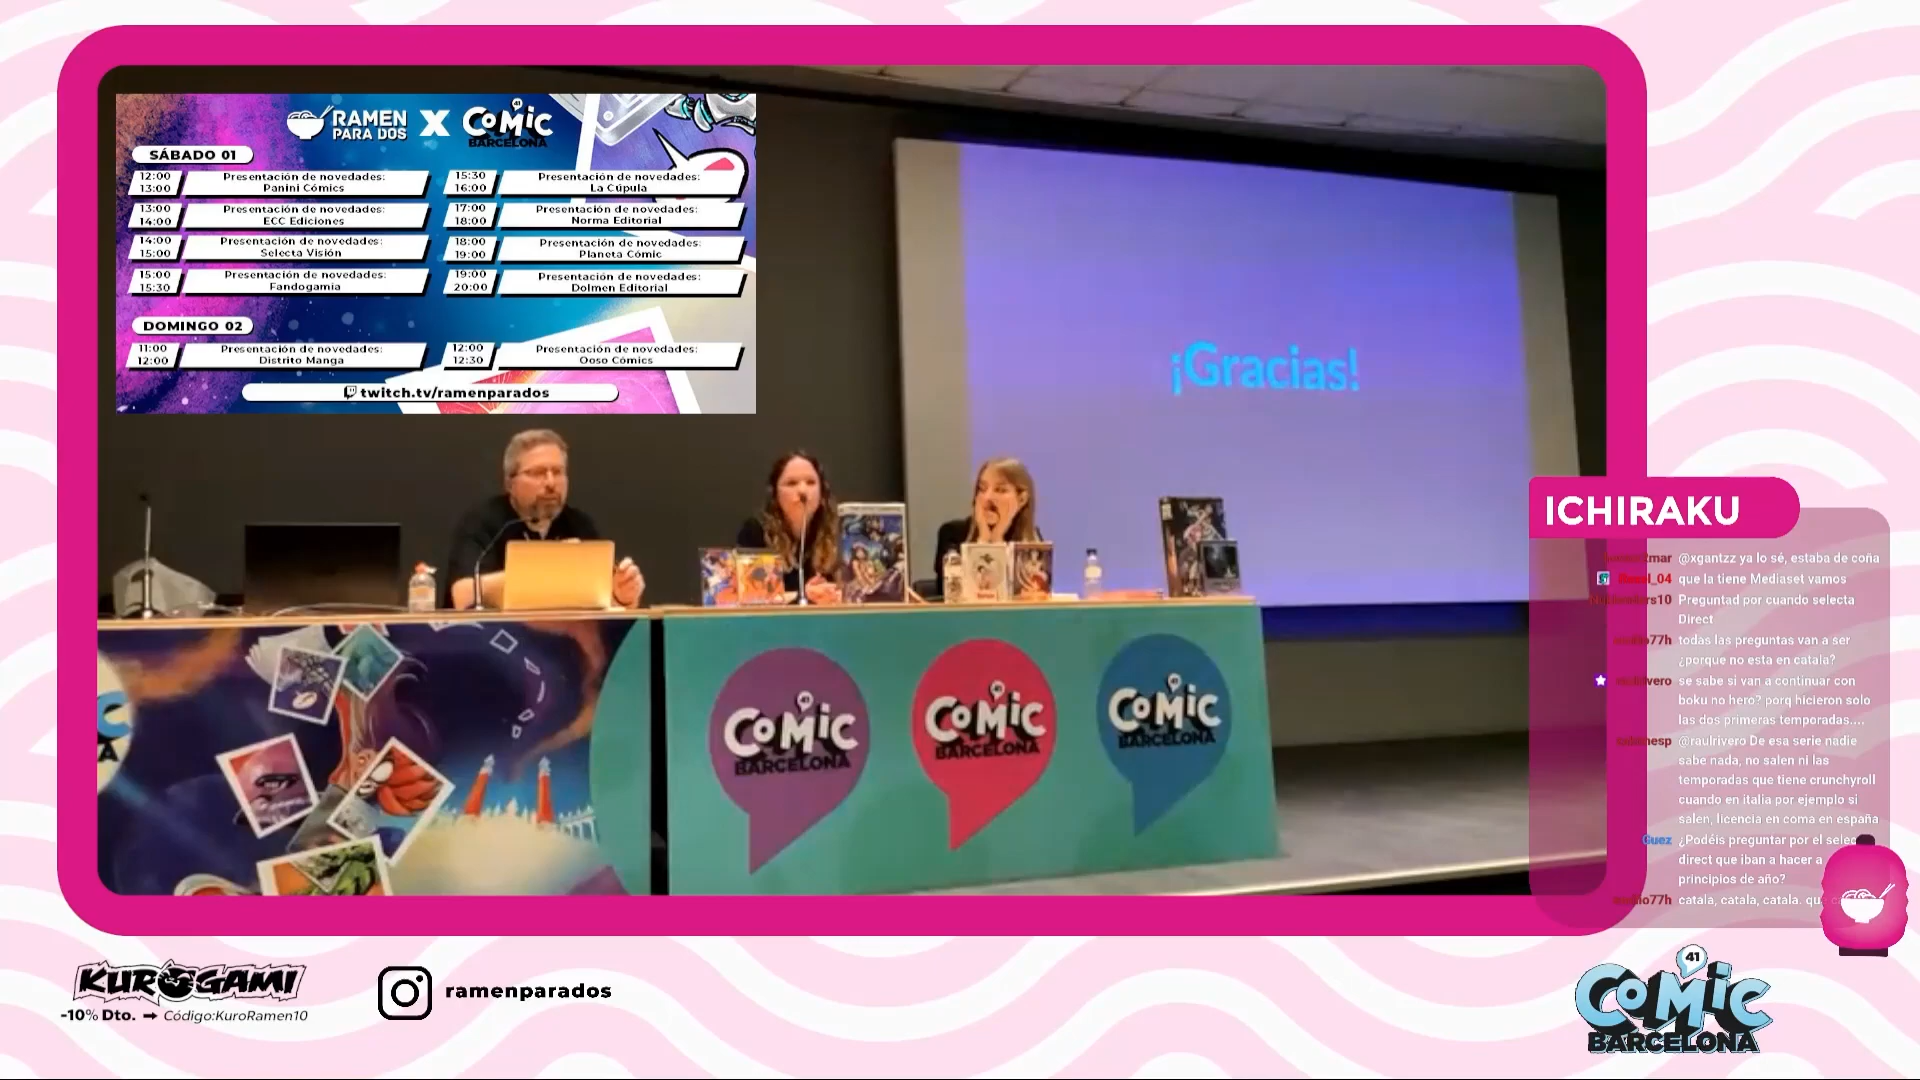 RAMEN
PARA DOS
X
41
COMIC
BARCELONA
SÁBADO 01
12:00
13:00
Presentación de novedades:
Panini Cómics
13:00
14:00
Presentación de novedades:
ECC Ediciones
14:00
15:00
Presentación de novedades:
Selecta Visión
15:00
15:30
Presentación de novedades:
Fandogamia
15:30
16:00
Presentación de novedades:
La Cúpula
17:00
18:00
Presentación de novedades:
Norma Editorial
18:00
19:00
Presentación de novedades:
Planeta Cómic
19:00
20:00
Presentación de novedades:
Dolmen Editorial
DOMINGO 02
11:00
12:00
Presentación de novedades:
Distrito Manga
12:00
12:30
Presentación de novedades:
Ooso Cómics
twitch.tv/ramenparados
¡Gracias!
ICHIRAKU
@xgantzz ya lo sé, estaba de coña
que la tiene Mediaset vamos
Preguntad por cuando selecta
Direct
todas las preguntas van a ser
¿porque no esta en catala?
se sabe si van a continuar con
boku no hero? porq hicieron solo
las dos primeras temporadas....
@raulrivero De esa serie nadie
sabe nada, no salen ni las
temporadas que tiene crunchyroll
cuando en italia por ejemplo si
salen, licencia en coma en españa
Guez ¿Podéis preguntar por el selec
direct que iban a hacer a
principios de año?
catala, catala, catala.
41
COMIC
BARCELONA
41
COMIC
BARCELONA
41
COMIC
BARCELONA
KUROGAMI
-10% Dto. ➞ Código:KuroRamen10
ramenparados
41
COMIC
BARCELONA